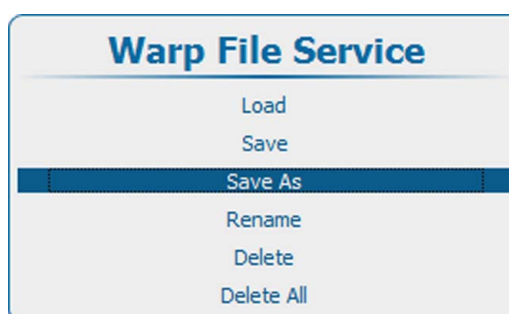 Warp File Service
Load
Save
Save As
Rename
Delete
Delete All